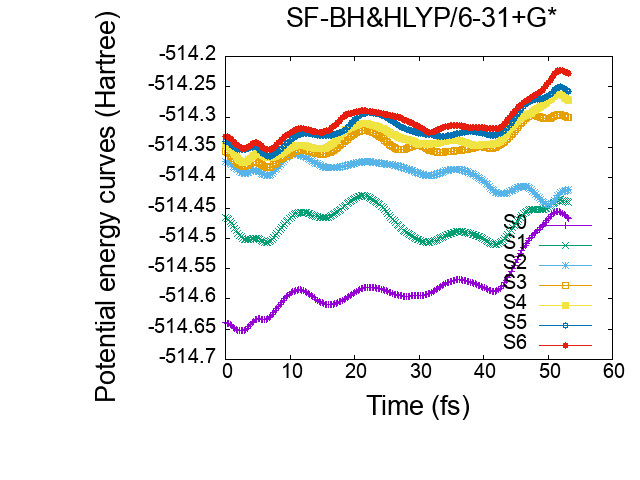 SF-BH&HLYP/6-31+G*
Potential energy curves (Hartree)
-514.2
-514.25
-514.3
-514.35
-514.4
-514.45
-514.5
-514.55
-514.6
-514.65
-514.7
S0
S1
S2
S3
S4
S5
S6
0 10 20 30 40 50 60
Time (fs)